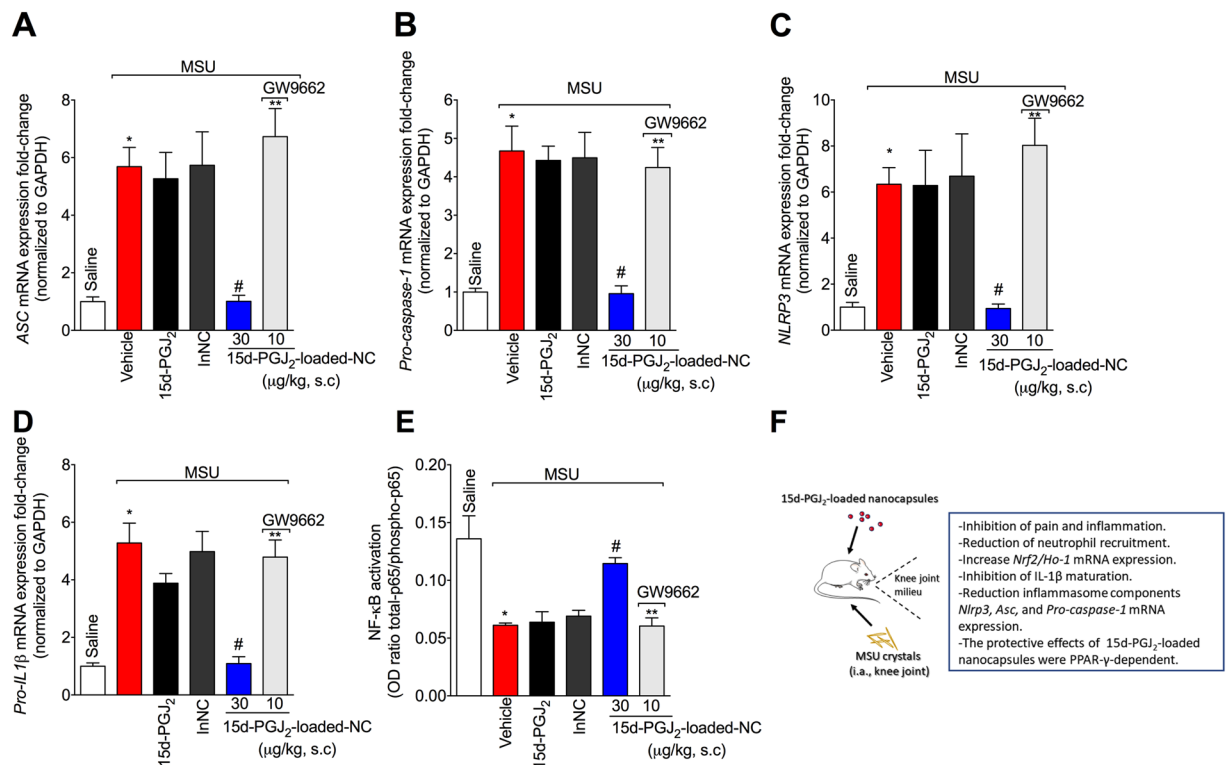 A
ASC mRNA expression fold-change
(normalized to GAPDH)
8
6
4
2
0
MSU
GW9662
**
*
#
Saline
Vehicle
15d-PGJ₂
InNC
30
10
15d-PGJ₂-loaded-NC
(μg/kg, s.c)
B
Pro-caspase-1 mRNA expression fold-change
(normalized to GAPDH)
6
5
4
3
2
1
0
MSU
GW9662
**
*
#
Saline
Vehicle
15d-PGJ₂
InNC
30
10
15d-PGJ₂-loaded-NC
(μg/kg, s.c)
C
NLRP3 mRNA expression fold-change
(normalized to GAPDH)
10
8
6
4
2
0
MSU
GW9662
**
*
#
Saline
Vehicle
15d-PGJ₂
InNC
30
10
15d-PGJ₂-loaded-NC
(μg/kg, s.c)
D
Pro-IL1β mRNA expression fold-change
(normalized to GAPDH)
8
6
4
2
0
MSU
GW9662
**
*
#
Saline
15d-PGJ₂
InNC
30
10
15d-PGJ₂-loaded-NC
(μg/kg, s.c)
E
NF-κB activation
(OD ratio total-p65/phospho-p65)
0.20
0.15
0.10
0.05
0.00
MSU
Saline
#
GW9662
**
*
Vehicle
15d-PGJ₂
InNC
30
10
15d-PGJ₂-loaded-NC
(μg/kg, s.c)
F
15d-PGJ₂-loaded nanocapsules
Knee joint
milieu
MSU crystals
(i.a., knee joint)
-Inhibition of pain and inflammation.
-Reduction of neutrophil recruitment.
-Increase Nrf2/Ho-1 mRNA expression.
-Inhibition of IL-1β maturation.
-Reduction inflammasome components
Nlrp3, Asc, and Pro-caspase-1 mRNA
expression.
-The protective effects of 15d-PGJ₂-loaded
nanocapsules were PPAR-γ-dependent.